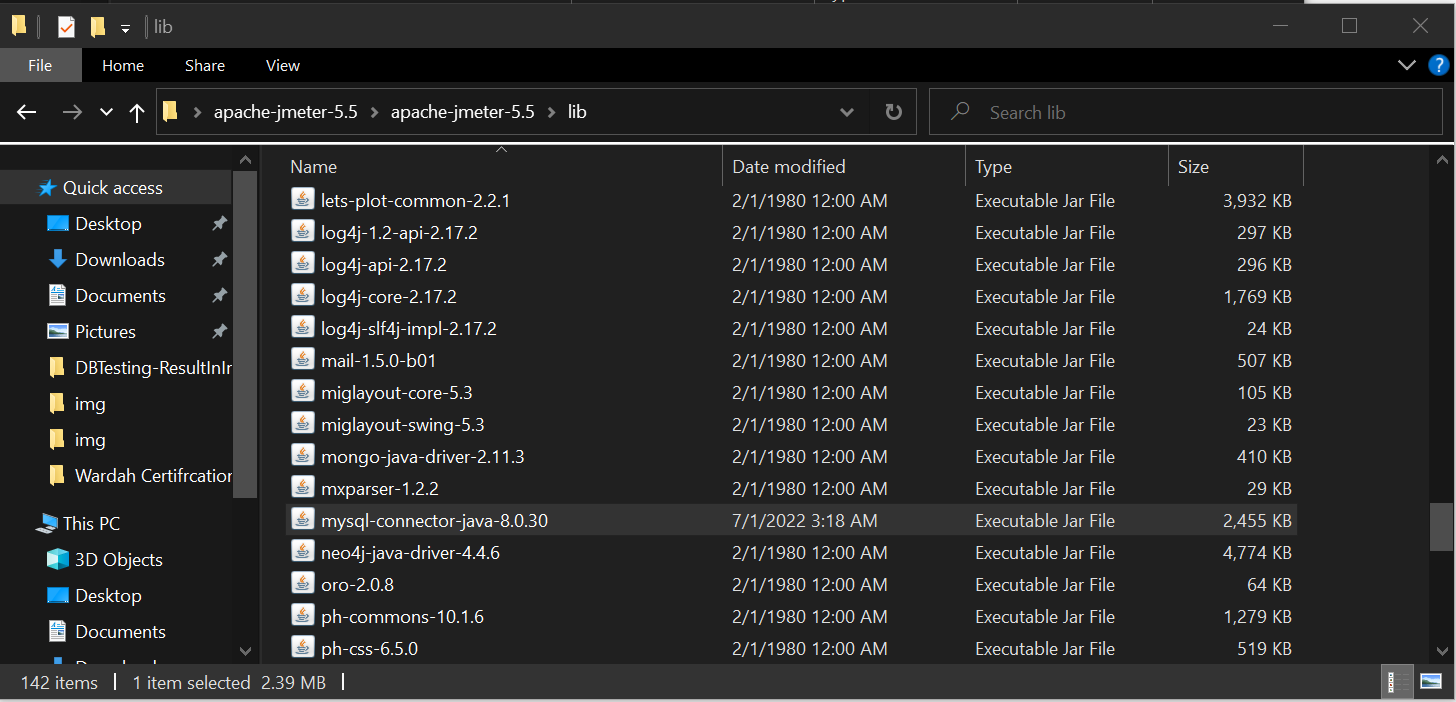 lib
File Home Share View
?
apache-jmeter-5.5 apache-jmeter-5.5 lib Search lib
Quick access
Desktop
Downloads
Documents
Pictures
DBTesting-ResultInIr
img
img
Wardah Certifrcation
This PC
3D Objects
Desktop
Documents
Name Date modified Type Size
lets-plot-common-2.2.1 2/1/1980 12:00 AM Executable Jar File 3,932 KB
log4j-1.2-api-2.17.2 2/1/1980 12:00 AM Executable Jar File 297 KB
log4j-api-2.17.2 2/1/1980 12:00 AM Executable Jar File 296 KB
log4j-core-2.17.2 2/1/1980 12:00 AM Executable Jar File 1,769 KB
log4j-slf4j-impl-2.17.2 2/1/1980 12:00 AM Executable Jar File 24 KB
mail-1.5.0-b01 2/1/1980 12:00 AM Executable Jar File 507 KB
miglayout-core-5.3 2/1/1980 12:00 AM Executable Jar File 105 KB
miglayout-swing-5.3 2/1/1980 12:00 AM Executable Jar File 23 KB
mongo-java-driver-2.11.3 2/1/1980 12:00 AM Executable Jar File 410 KB
mxparser-1.2.2 2/1/1980 12:00 AM Executable Jar File 29 KB
mysql-connector-java-8.0.30 7/1/2022 3:18 AM Executable Jar File 2,455 KB
neo4j-java-driver-4.4.6 2/1/1980 12:00 AM Executable Jar File 4,774 KB
oro-2.0.8 2/1/1980 12:00 AM Executable Jar File 64 KB
ph-commons-10.1.6 2/1/1980 12:00 AM Executable Jar File 1,279 KB
ph-css-6.5.0 2/1/1980 12:00 AM Executable Jar File 519 KB
142 items 1 item selected 2.39 MB